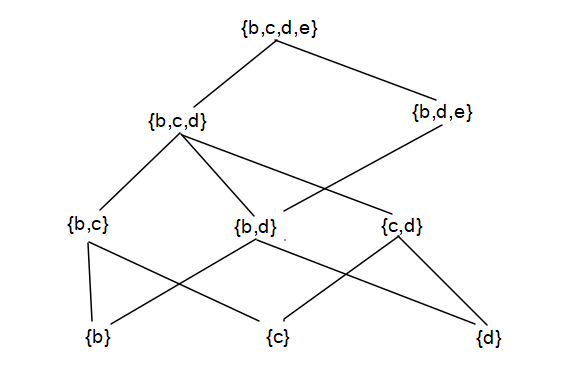 {b,c,d,e}
{b,c,d} {b,d,e}
{b,c} {b,d} {c,d}
{b} {c} {d}